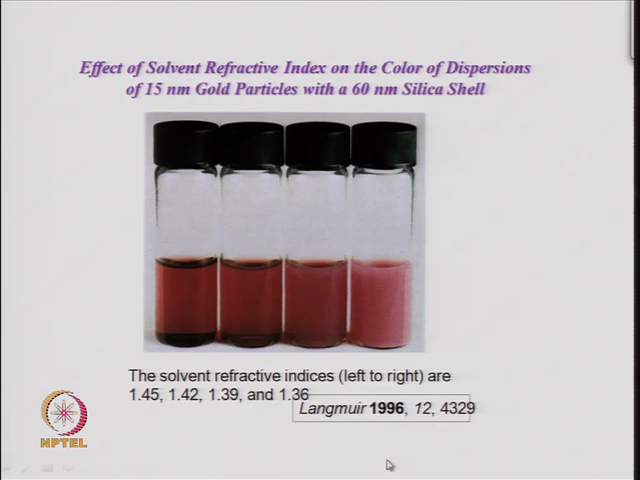 Effect of Solvent Refractive Index on the Color of Dispersions
of 15 nm Gold Particles with a 60 nm Silica Shell
The solvent refractive indices (left to right) are
1.45, 1.42, 1.39, and 1.36
Langmuir 1996, 12, 4329
NPTEL